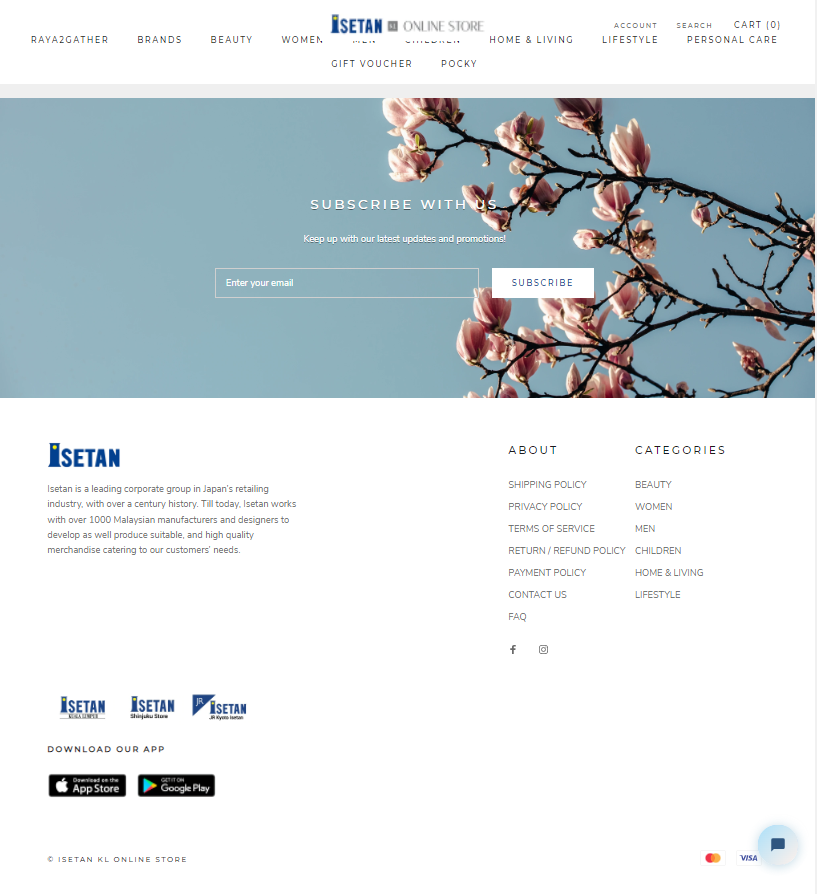 ISETAN KL ONLINE STORE
ACCOUNT SEARCH CART (0)
RAYA2GATHER BRANDS BEAUTY WOMEN MEN CHILDREN HOME & LIVING LIFESTYLE PERSONAL CARE
GIFT VOUCHER POCKY
SUBSCRIBE WITH US
Keep up with our latest updates and promotions!
Enter your email
SUBSCRIBE
ISETAN
Isetan is a leading corporate group in Japan's retailing
industry, with over a century history. Till today, Isetan works
with over 1000 Malaysian manufacturers and designers to
develop as well produce suitable, and high quality
merchandise catering to our customers' needs.
ABOUT
SHIPPING POLICY
PRIVACY POLICY
TERMS OF SERVICE
RETURN / REFUND POLICY
PAYMENT POLICY
CONTACT US
FAQ
CATEGORIES
BEAUTY
WOMEN
MEN
CHILDREN
HOME & LIVING
LIFESTYLE
ISETAN
KUALA LUMPUR
ISETAN
Shinjuku Store
JR ISETAN
JR Kyoto Isetan
DOWNLOAD OUR APP
Download on the
App Store
GET IT ON
Google Play
© ISETAN KL ONLINE STORE
VISA